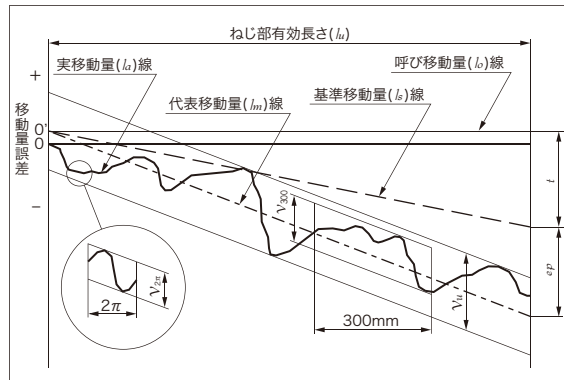 ねじ部有効長さ(lu)
+
実移動量(la)線
呼び移動量(lo)線
代表移動量(lm)線
基準移動量(ls)線
移動量誤差
0'
0
−
ν300
t
ν2π
2π
νu
ep
300mm